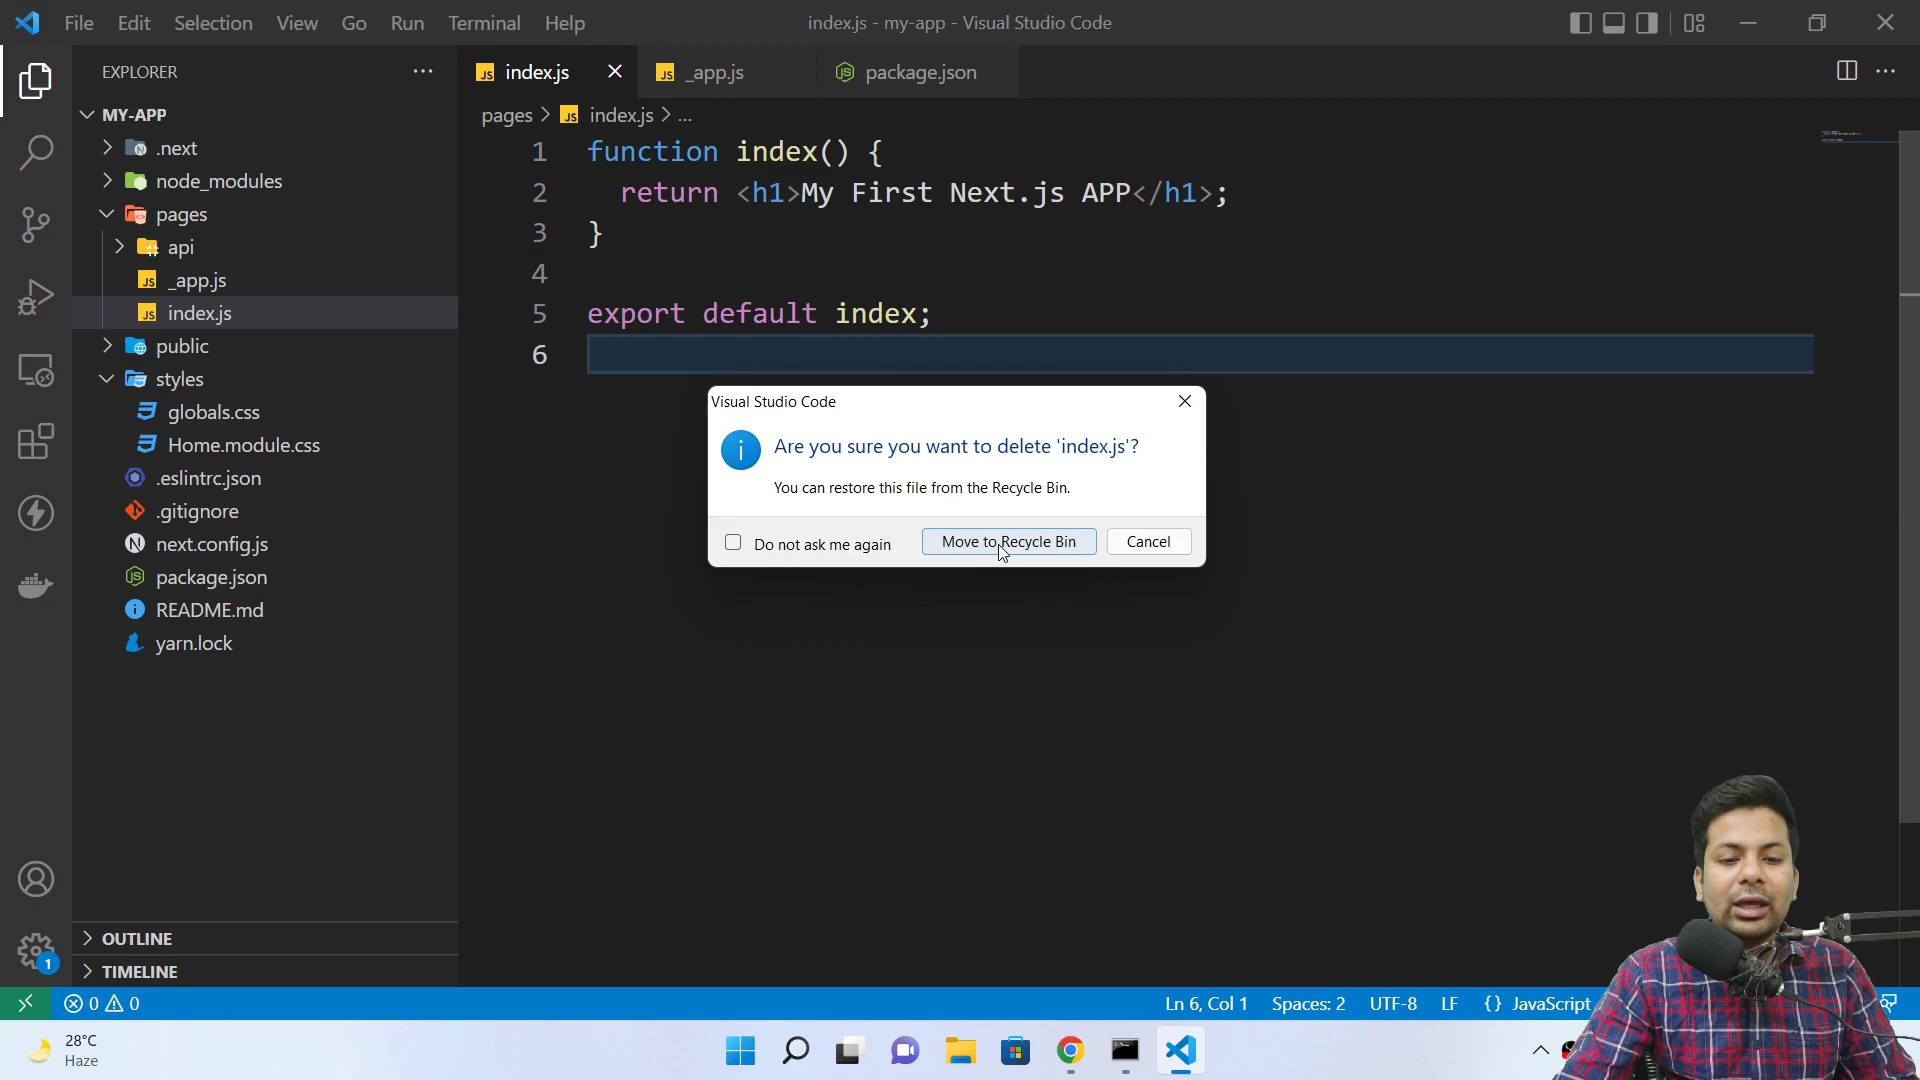 File Edit Selection View Go Run Terminal Help
index.js - my-app - Visual Studio Code
EXPLORER
MY-APP
.next
node_modules
pages
api
_app.js
index.js
public
styles
globals.css
Home.module.css
.eslintrc.json
.gitignore
next.config.js
package.json
README.md
yarn.lock
OUTLINE
TIMELINE
index.js
_app.js
package.json
pages > index.js > ...
1 function index() {
2 return <h1>My First Next.js APP</h1>;
3 }
4
5 export default index;
6
Visual Studio Code
Are you sure you want to delete 'index.js'?
You can restore this file from the Recycle Bin.
Do not ask me again
Move to Recycle Bin
Cancel
1
0 0
Ln 6, Col 1 Spaces: 2 UTF-8 LF {} JavaScript
28°C
Haze